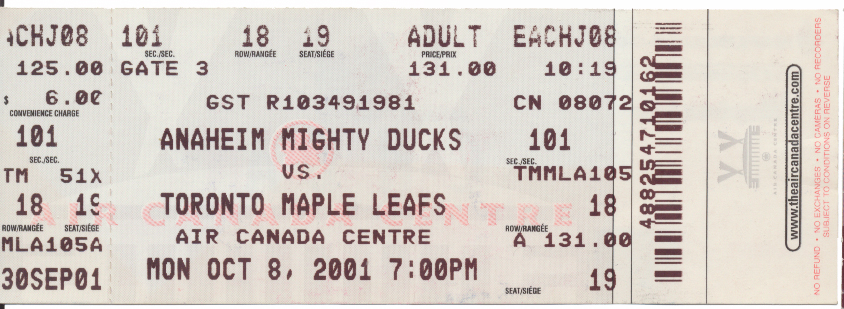 ACHJ08 101 18 19 ADULT EACHJ08
SEC./SEC. ROW/RANGÉE SEAT/SIÈGE PRICE/PRIX
125.00 GATE 3 131.00 10:19
$ 6.00 GST R103491981 CN 08072
CONVENIENCE CHARGE
101 ANAHEIM MIGHTY DUCKS 101
SEC./SEC. VS. SEC./SEC.
TM 51X TMMLA105
18 19 TORONTO MAPLE LEAFS 18
AIR CANADA CENTRE
ROW/RANGÉE SEAT/SIÈGE ROW/RANGÉE
MLA105A AIR CANADA CENTRE A 131.00
30SEP01 MON OCT 8, 2001 7:00PM 19
SEAT/SIÈGE
488254710162
AIR CANADA CENTRE
www.theaircanadacentre.com
NO REFUND • NO EXCHANGES • NO CAMERAS • NO RECORDERS
SUBJECT TO CONDITIONS ON REVERSE